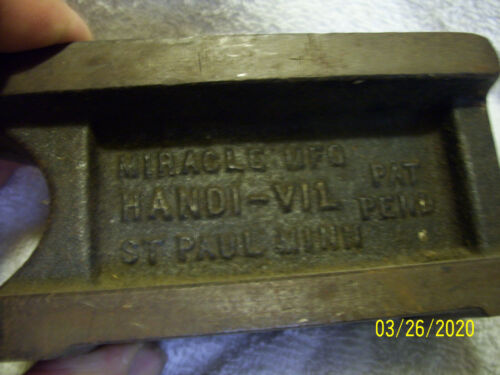 MIRACLE MFG
HANDI-VIL
ST PAUL MINN
PAT
PEND
03/26/2020